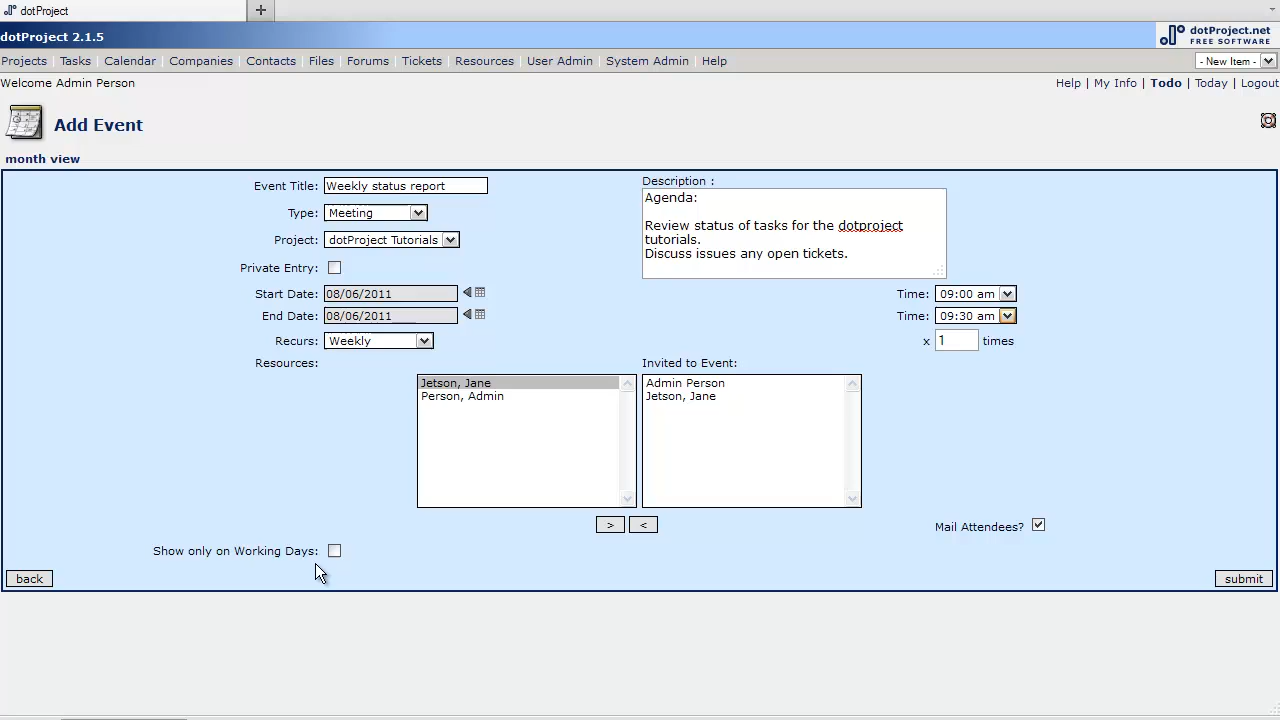 dotProject
+
dotProject 2.1.5
dotProject.net
FREE SOFTWARE
Projects Tasks Calendar Companies Contacts Files Forums Tickets Resources User Admin System Admin Help
- New Item -
Welcome Admin Person
Help | My Info | Todo | Today | Logout
Add Event
month view
Event Title: Weekly status report
Description :
Agenda:
Review status of tasks for the dotproject
tutorials.
Discuss issues any open tickets.
Type: Meeting
Project: dotProject Tutorials
Private Entry:
Start Date: 08/06/2011
Time: 09:00 am
End Date: 08/06/2011
Time: 09:30 am
Recurs: Weekly
x 1 times
Resources:
Invited to Event:
Jetson, Jane
Person, Admin
Admin Person
Jetson, Jane
> <
Mail Attendees?
Show only on Working Days:
back
submit